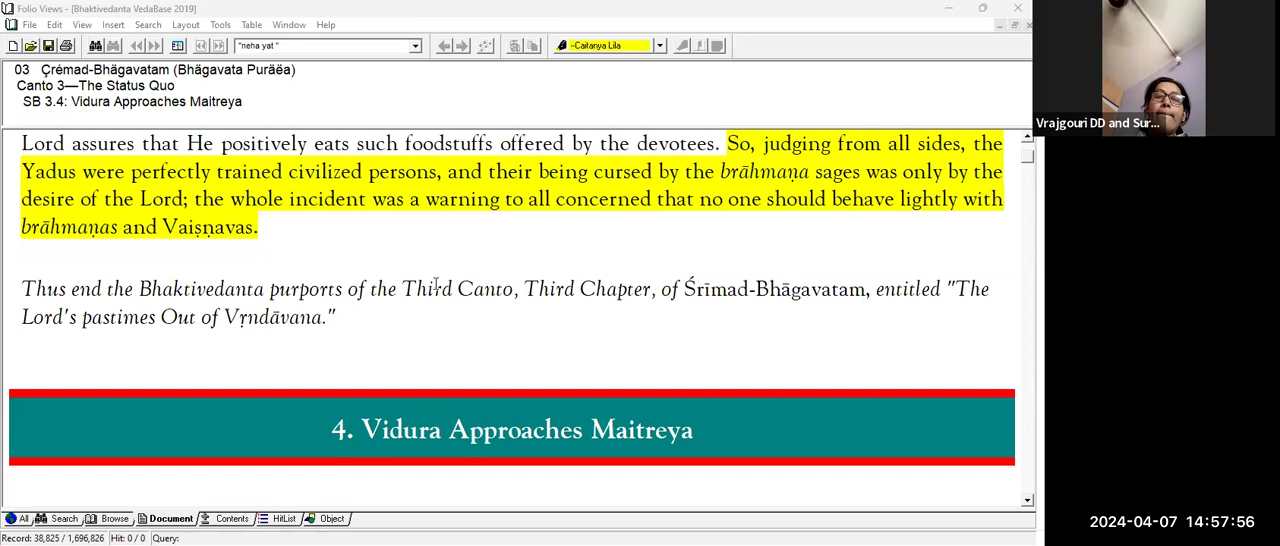 Folio Views - [Bhaktivedanta VedaBase 2019]
File Edit View Insert Search Layout Tools Table Window Help
"neha yat "
--Caitanya Lila
03 Çrémad-Bhägavatam (Bhägavata Puräëa)
Canto 3—The Status Quo
SB 3.4: Vidura Approaches Maitreya
Lord assures that He positively eats such foodstuffs offered by the devotees. So, judging from all sides, the
Yadus were perfectly trained civilized persons, and their being cursed by the brāhmaṇa sages was only by the
desire of the Lord; the whole incident was a warning to all concerned that no one should behave lightly with
brāhmaṇas and Vaiṣṇavas.
Thus end the Bhaktivedanta purports of the Third Canto, Third Chapter, of Śrīmad-Bhāgavatam, entitled "The
Lord's pastimes Out of Vṛndāvana."
4. Vidura Approaches Maitreya
All Search Browse Document Contents HitList Object
Record: 38,825 / 1,696,826 Hit: 0 / 0 Query:
Vrajgouri DD and Sur...
2024-04-07 14:57:56